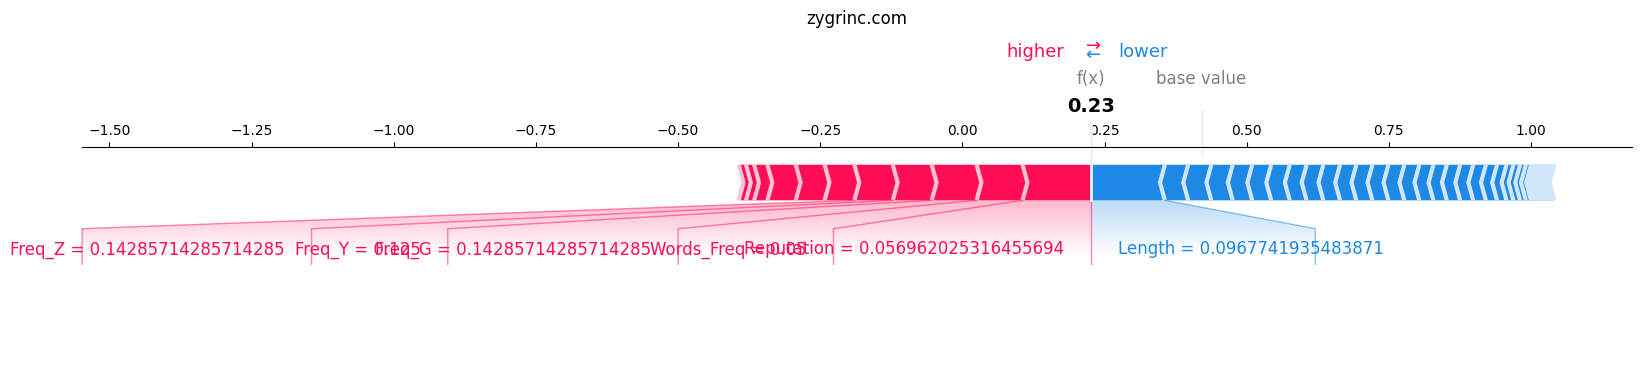 zygrinc.com
higher → ← lower
f(x) base value
0.23
−1.50 −1.25 −1.00 −0.75 −0.50 −0.25 0.00 0.25 0.50 0.75 1.00
Freq_Z = 0.14285714285714285 Freq_Y = 0.125 Freq_G = 0.14285714285714285 Words_Freq = 0.05 Reputation = 0.056962025316455694 Length = 0.0967741935483871